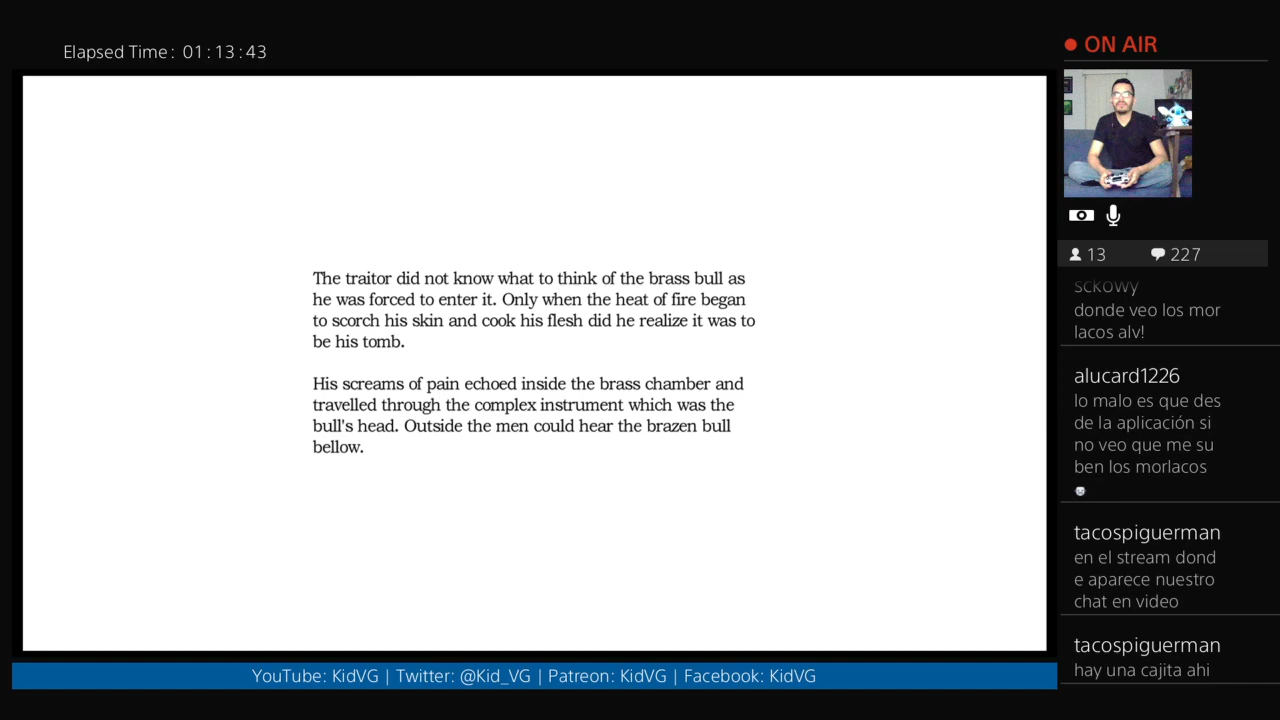 Elapsed Time: 01:13:43
ON AIR
The traitor did not know what to think of the brass bull as
he was forced to enter it. Only when the heat of fire began
to scorch his skin and cook his flesh did he realize it was to
be his tomb.
His screams of pain echoed inside the brass chamber and
travelled through the complex instrument which was the
bull's head. Outside the men could hear the brazen bull
bellow.
13 227
sckowy
donde veo los mor
lacos alv!
alucard1226
lo malo es que des
de la aplicación si
no veo que me su
ben los morlacos
tacospiguerman
en el stream dond
e aparece nuestro
chat en video
tacospiguerman
hay una cajita ahi
YouTube: KidVG | Twitter: @Kid_VG | Patreon: KidVG | Facebook: KidVG